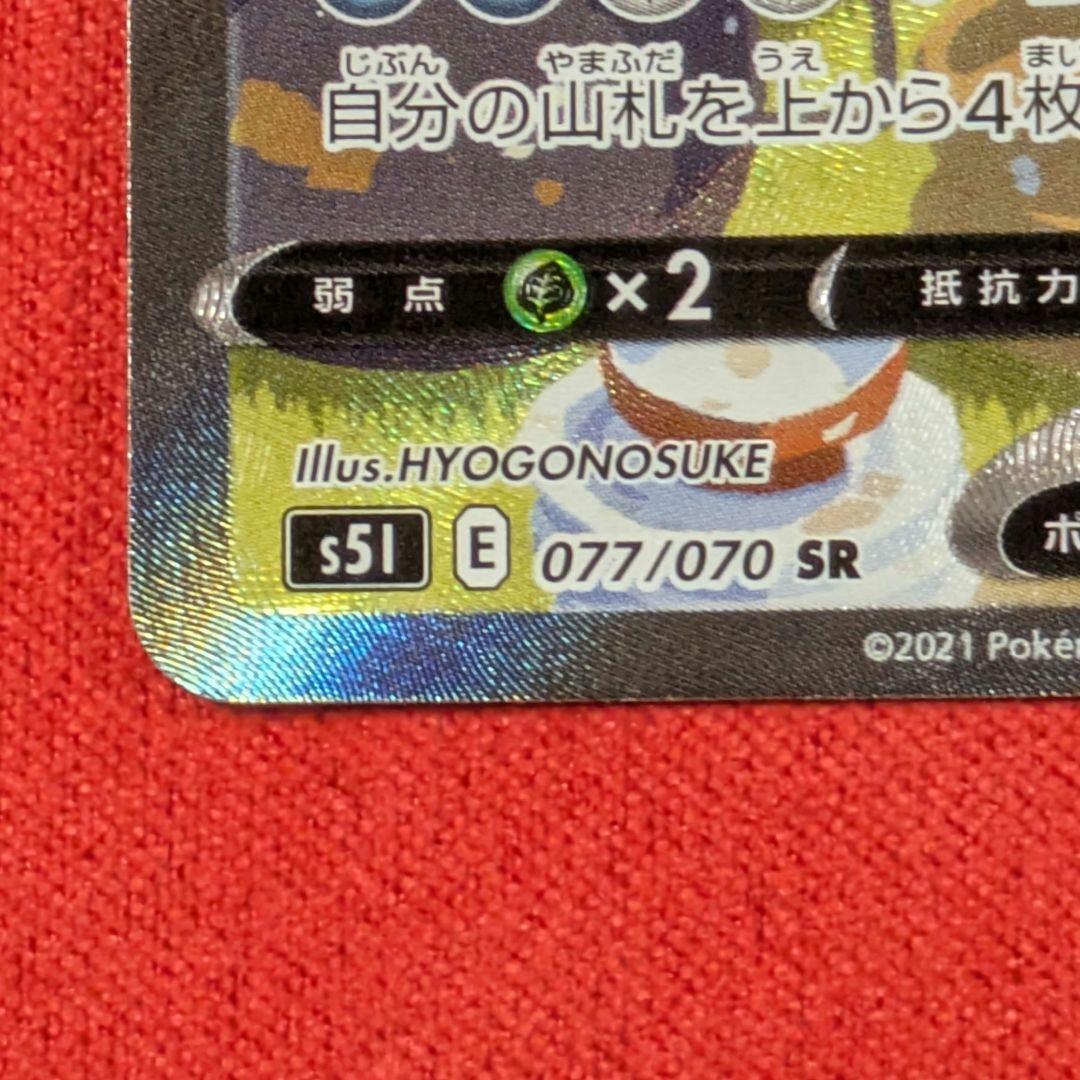 じぶん やまふだ うえ まい
自分の山札を上から4枚
弱点 ×2 抵抗力
Illus.HYOGONOSUKE
s5I E 077/070 SR
ポ
©2021 Poké